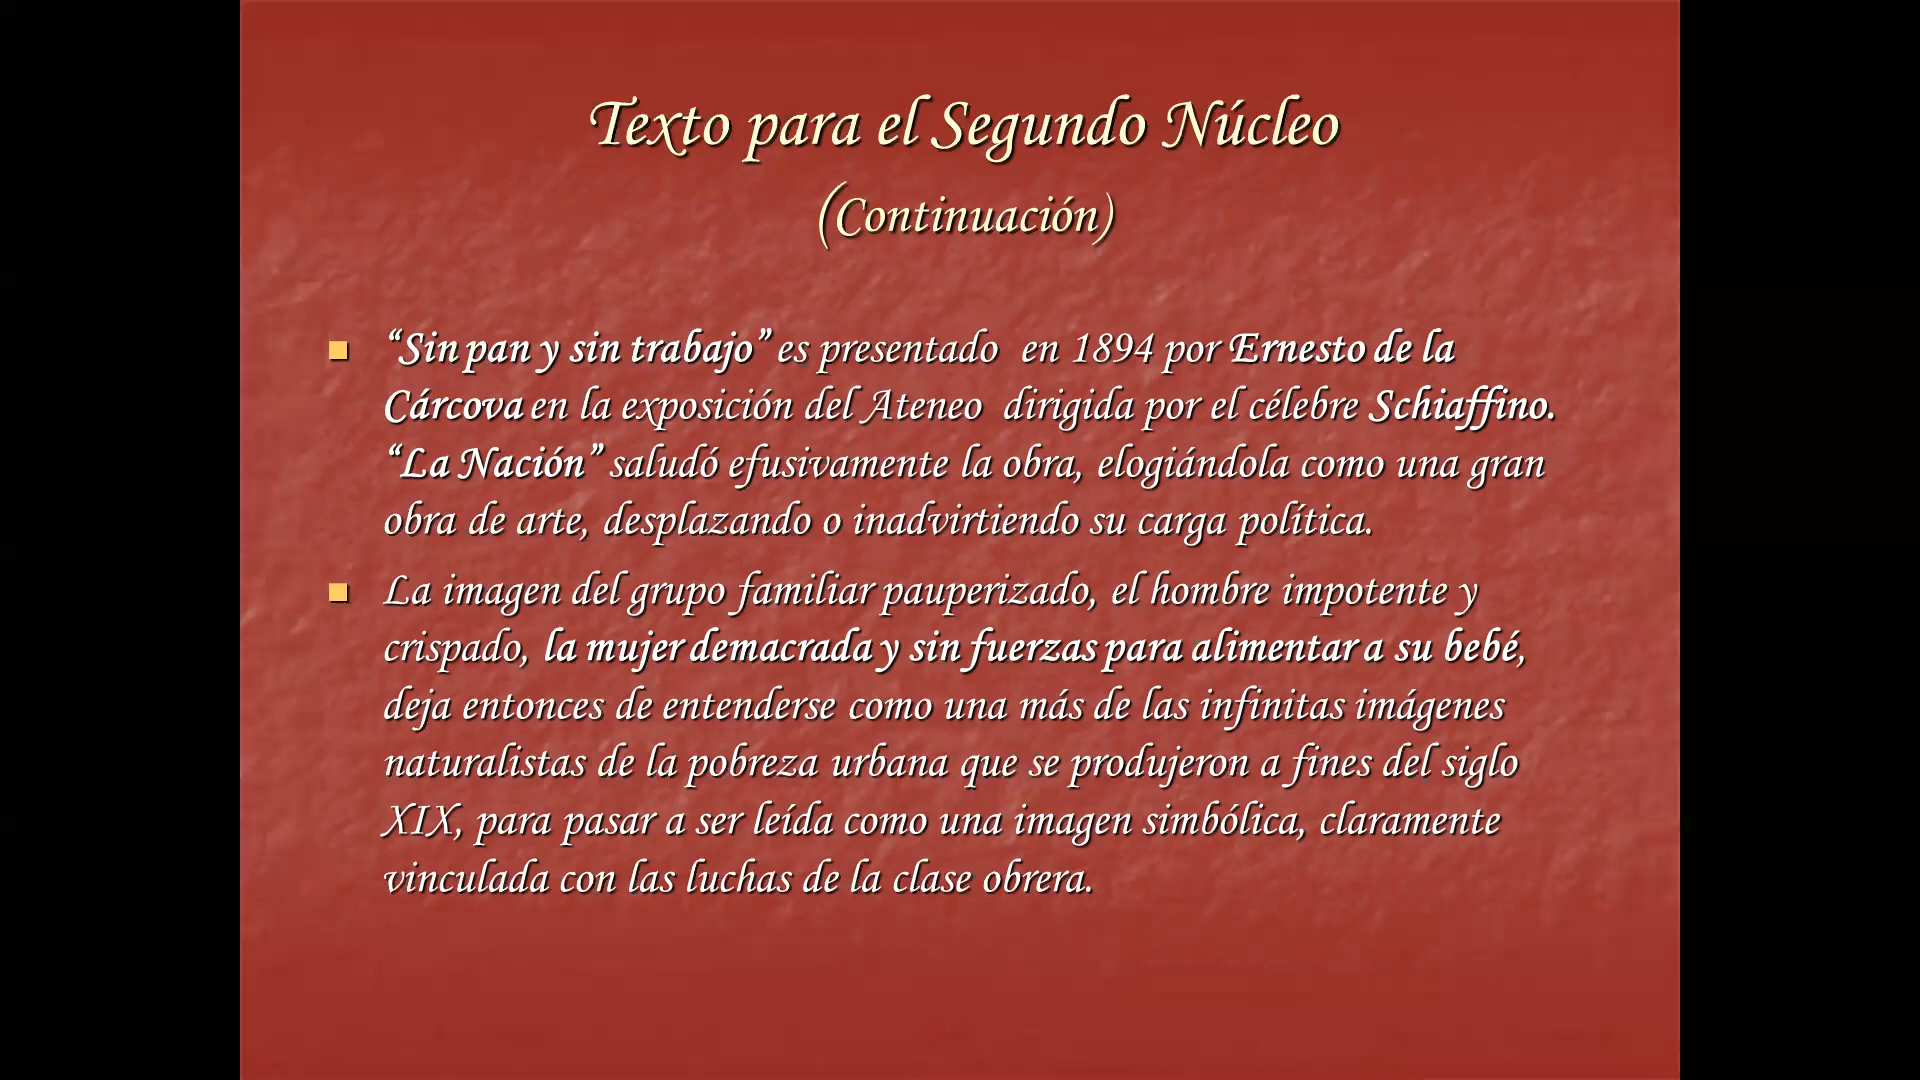 Texto para el Segundo Núcleo
(Continuación)
“Sin pan y sin trabajo” es presentado en 1894 por Ernesto de la
Cárcova en la exposición del Ateneo dirigida por el célebre Schiaffino.
“La Nación” saludó efusivamente la obra, elogiándola como una gran
obra de arte, desplazando o inadvirtiendo su carga política.
La imagen del grupo familiar pauperizado, el hombre impotente y
crispado, la mujer demacrada y sin fuerzas para alimentar a su bebé,
deja entonces de entenderse como una más de las infinitas imágenes
naturalistas de la pobreza urbana que se produjeron a fines del siglo
XIX, para pasar a ser leída como una imagen simbólica, claramente
vinculada con las luchas de la clase obrera.